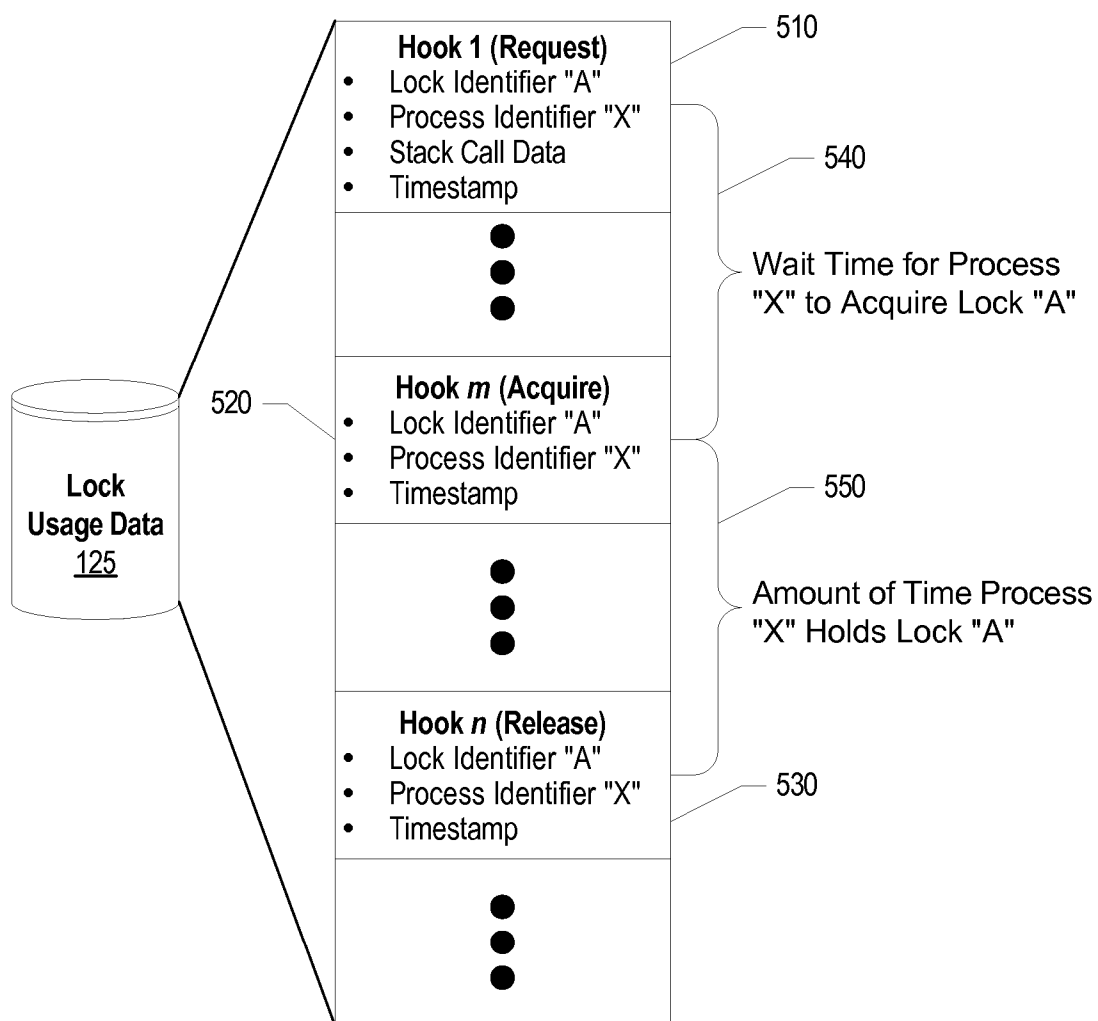 Hook 1 (Request)
• Lock Identifier "A"
• Process Identifier "X"
• Stack Call Data
• Timestamp
510
540
Wait Time for Process
"X" to Acquire Lock "A"
Hook m (Acquire)
• Lock Identifier "A"
• Process Identifier "X"
• Timestamp
520
Lock
Usage Data
125
550
Amount of Time Process
"X" Holds Lock "A"
Hook n (Release)
• Lock Identifier "A"
• Process Identifier "X"
• Timestamp
530